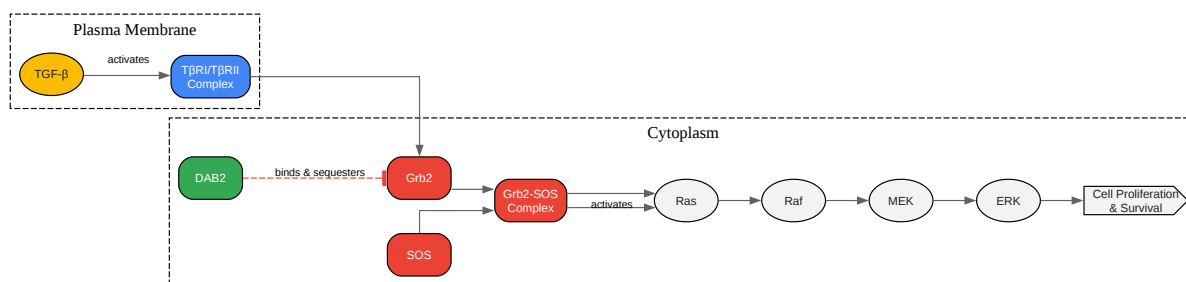 Plasma Membrane
TGF-β
activates
TβRI/TβRII
Complex
Cytoplasm
DAB2
binds & sequesters
Grb2
Grb2-SOS
Complex
activates
SOS
Ras
Raf
MEK
ERK
Cell Proliferation
& Survival